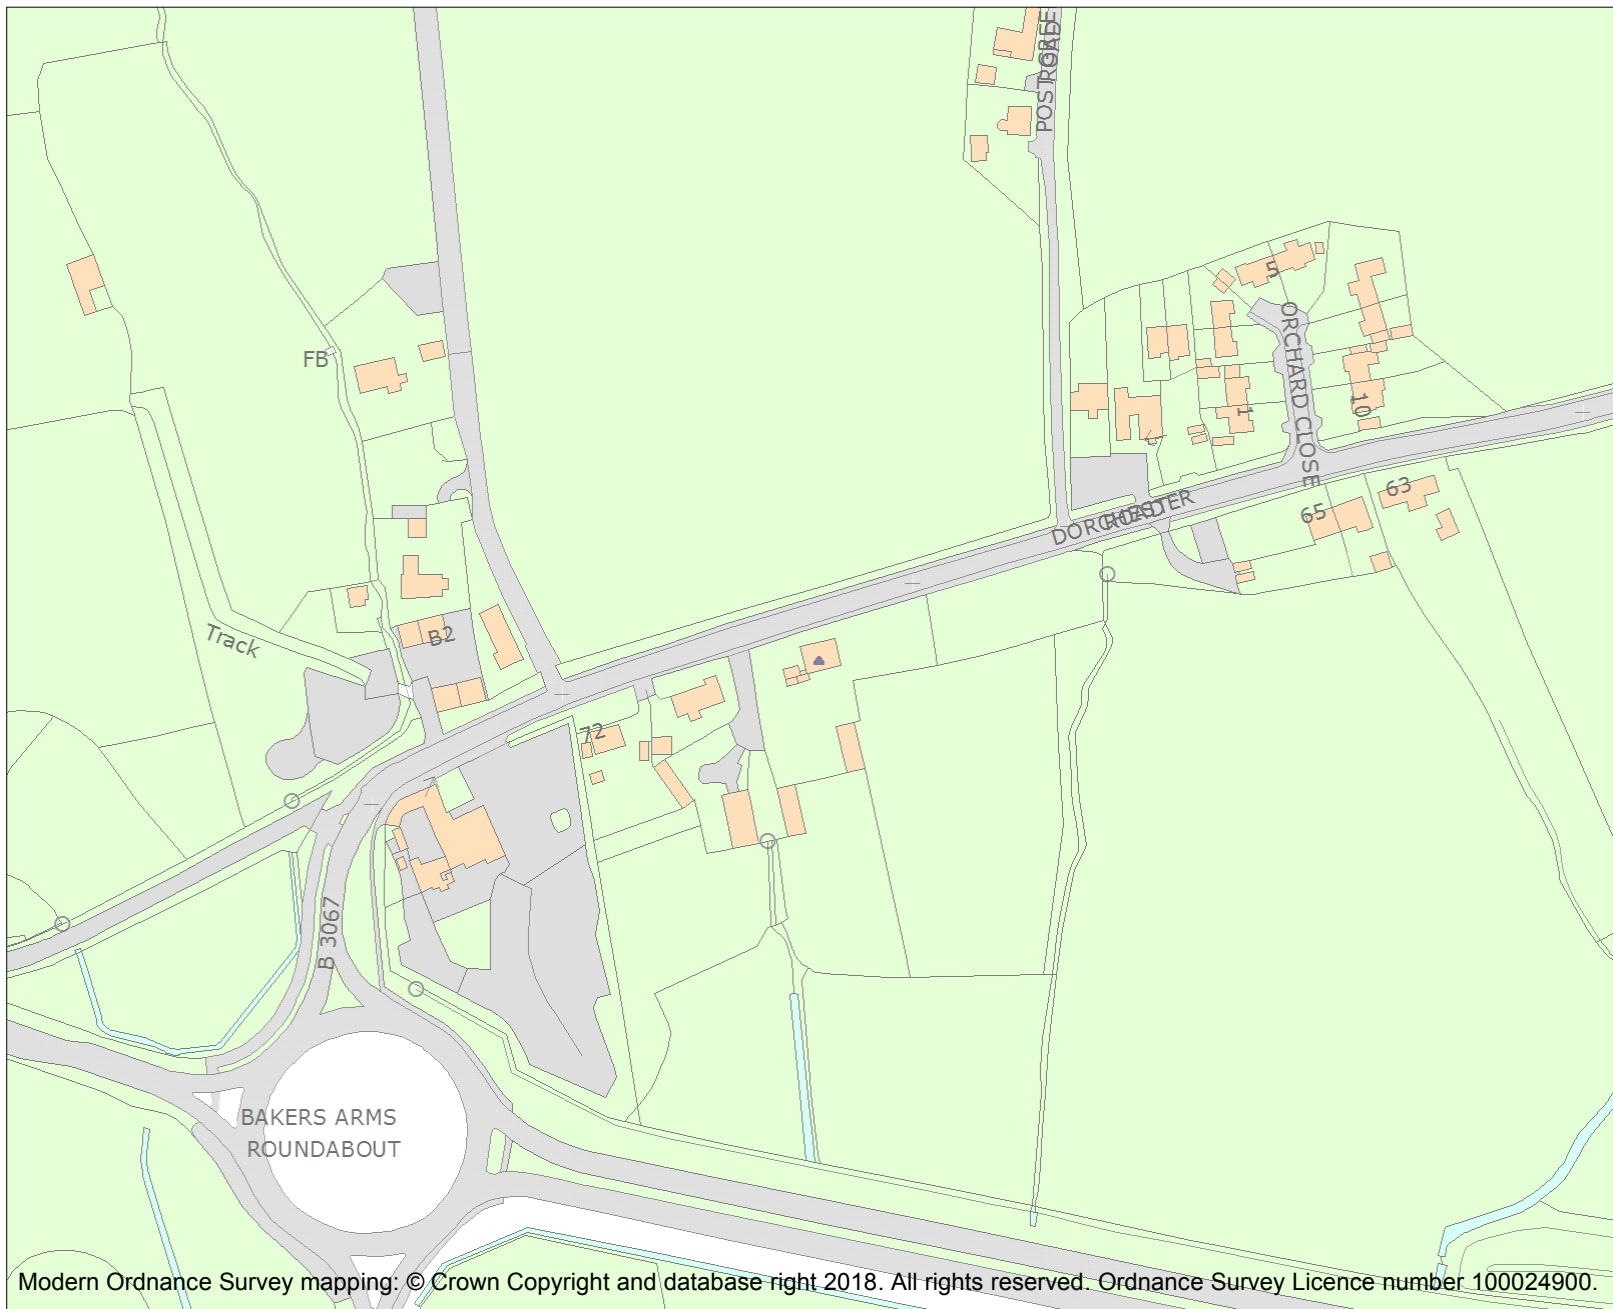 POST GREEN
ROAD
5
ORCHARD CLOSE
FB
1
10
63
65
DORCHESTER
ROAD
Track
B2
72
B 3067
BAKERS ARMS
ROUNDABOUT
Modern Ordnance Survey mapping: © Crown Copyright and database right 2018. All rights reserved. Ordnance Survey Licence number 100024900.